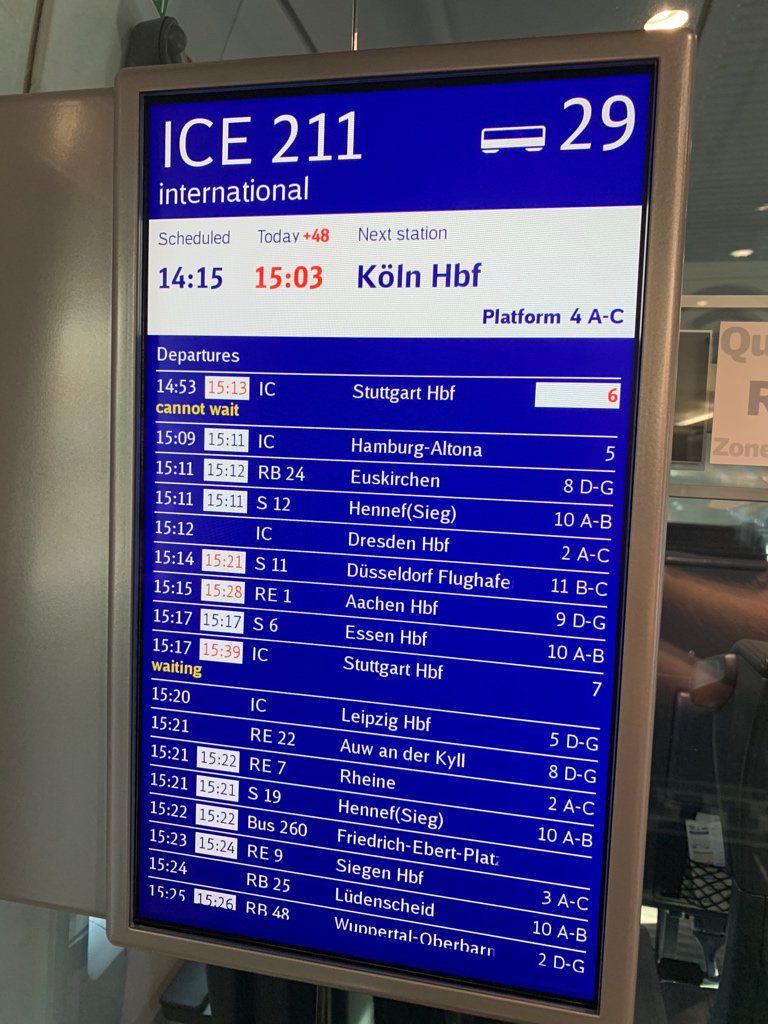 ICE 211 29
international
Scheduled Today +48 Next station
14:15 15:03 Köln Hbf
Platform 4 A-C
Departures
14:53 15:13 IC Stuttgart Hbf 6
cannot wait
15:09 15:11 IC Hamburg-Altona 5
15:11 15:12 RB 24 Euskirchen 8 D-G
15:11 15:11 S 12 Hennef(Sieg) 10 A-B
15:12 IC Dresden Hbf 2 A-C
15:14 15:21 S 11 Düsseldorf Flughafe 11 B-C
15:15 15:28 RE 1 Aachen Hbf 9 D-G
15:17 15:17 S 6 Essen Hbf 10 A-B
15:17 15:39 IC Stuttgart Hbf 7
waiting
15:20 IC Leipzig Hbf 5 D-G
15:21 RE 22 Auw an der Kyll 8 D-G
15:21 15:22 RE 7 Rheine 2 A-C
15:21 15:21 S 19 Hennef(Sieg) 10 A-B
15:22 15:22 Bus 260 Friedrich-Ebert-Platz
15:23 15:24 RE 9 Siegen Hbf 3 A-C
15:24 RB 25 Lüdenscheid 10 A-B
15:25 15:26 RB 48 Wuppertal-Oberbarn 2 D-G
Qu
R
Zone